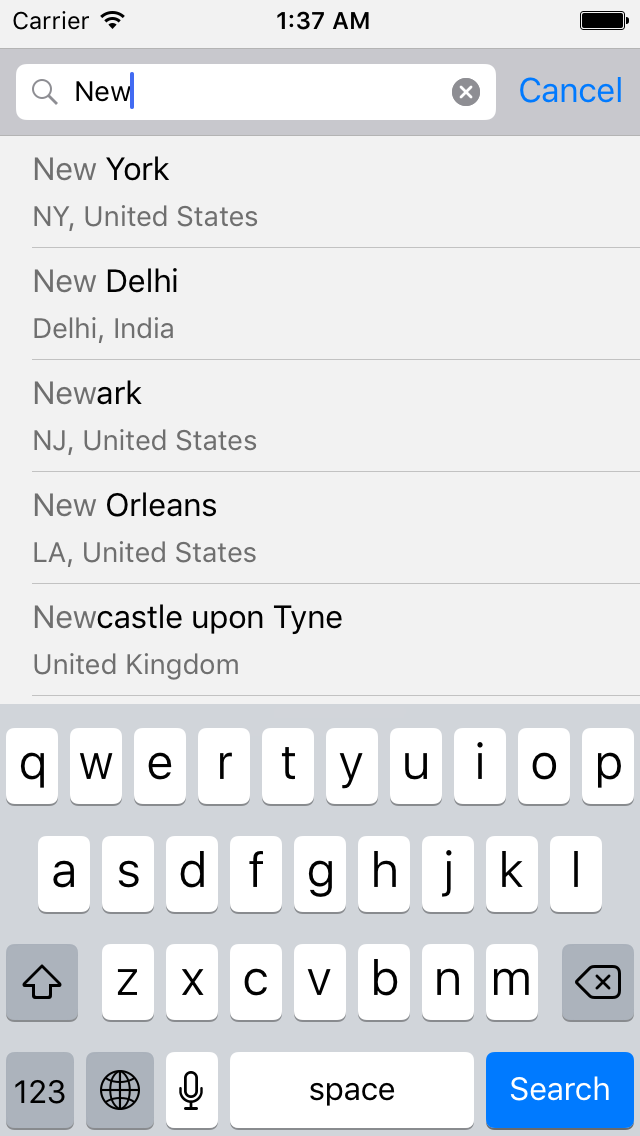 Carrier 1:37 AM
New Cancel
New York
NY, United States
New Delhi
Delhi, India
Newark
NJ, United States
New Orleans
LA, United States
Newcastle upon Tyne
United Kingdom
q w e r t y u i o p
a s d f g h j k l
z x c v b n m
123 space Search